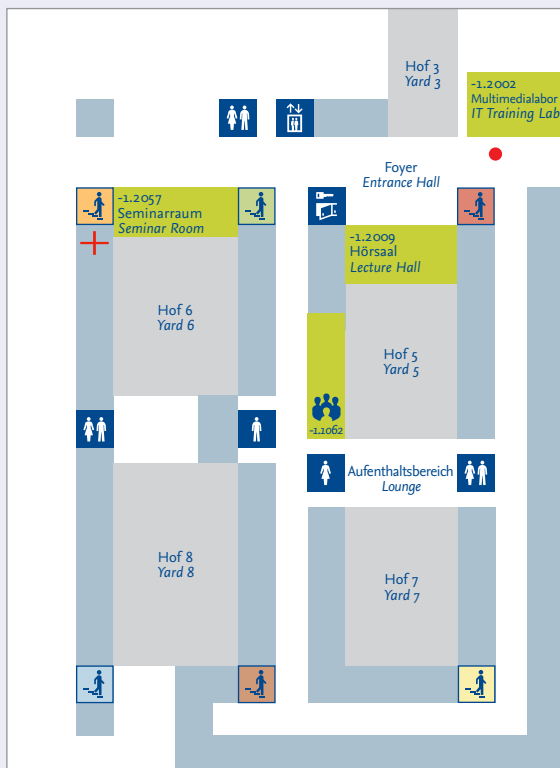 Hof 3
Yard 3
-1.2002
Multimedialabor
IT Training Lab
Foyer
Entrance Hall
-1.2057
Seminarraum
Seminar Room
-1.2009
Hörsaal
Lecture Hall
Hof 6
Yard 6
Hof 5
Yard 5
-1.1062
Aufenthaltsbereich
Lounge
Hof 8
Yard 8
Hof 7
Yard 7